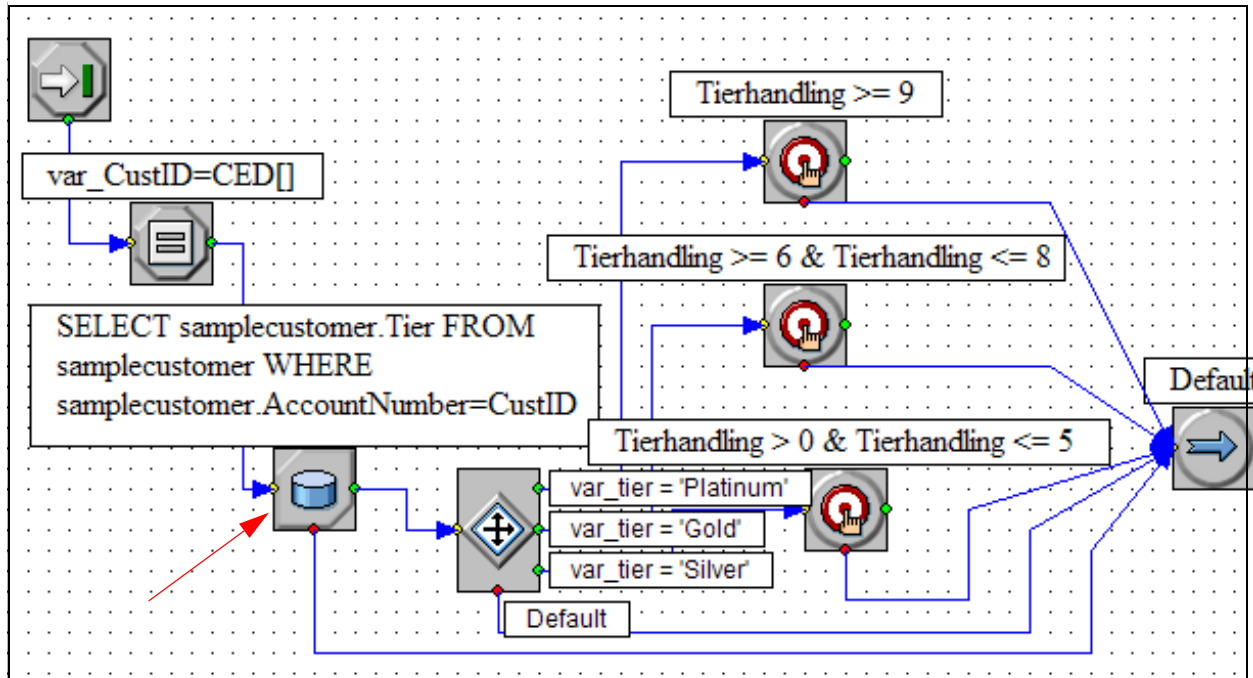 Tierhandling >= 9
var_CustID=CED[]
Tierhandling >= 6 & Tierhandling <= 8
SELECT samplecustomer.Tier FROM
samplecustomer WHERE
samplecustomer.AccountNumber=CustID
Default
Tierhandling > 0 & Tierhandling <= 5
var_tier = 'Platinum'
var_tier = 'Gold'
var_tier = 'Silver'
Default